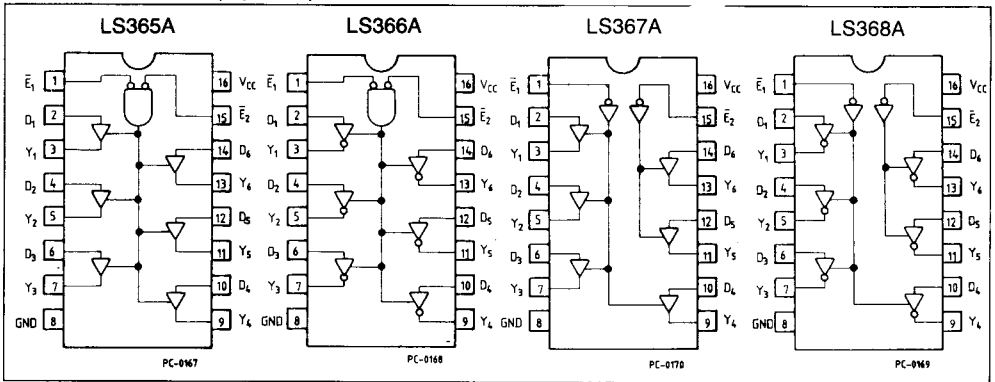 LS365A
Ē₁ 1
16 VCC
D₁ 2
15 Ē₂
Y₁ 3
14 D₆
D₂ 4
13 Y₆
Y₂ 5
12 D₅
D₃ 6
11 Y₅
Y₃ 7
10 D₄
GND 8
9 Y₄
PC-0167
LS366A
Ē₁ 1
16 VCC
D₁ 2
15 Ē₂
Y₁ 3
14 D₆
D₂ 4
13 Y₆
Y₂ 5
12 D₅
D₃ 6
11 Y₅
Y₃ 7
10 D₄
GND 8
9 Y₄
PC-0168
LS367A
Ē₁ 1
16 VCC
D₁ 2
15 Ē₂
Y₁ 3
14 D₆
D₂ 4
13 Y₆
Y₂ 5
12 D₅
D₃ 6
11 Y₅
Y₃ 7
10 D₄
GND 8
9 Y₄
PC-0170
LS368A
Ē₁ 1
16 VCC
D₁ 2
15 Ē₂
Y₁ 3
14 D₆
D₂ 4
13 Y₆
Y₂ 5
12 D₅
D₃ 6
11 Y₅
Y₃ 7
10 D₄
GND 8
9 Y₄
PC-0169